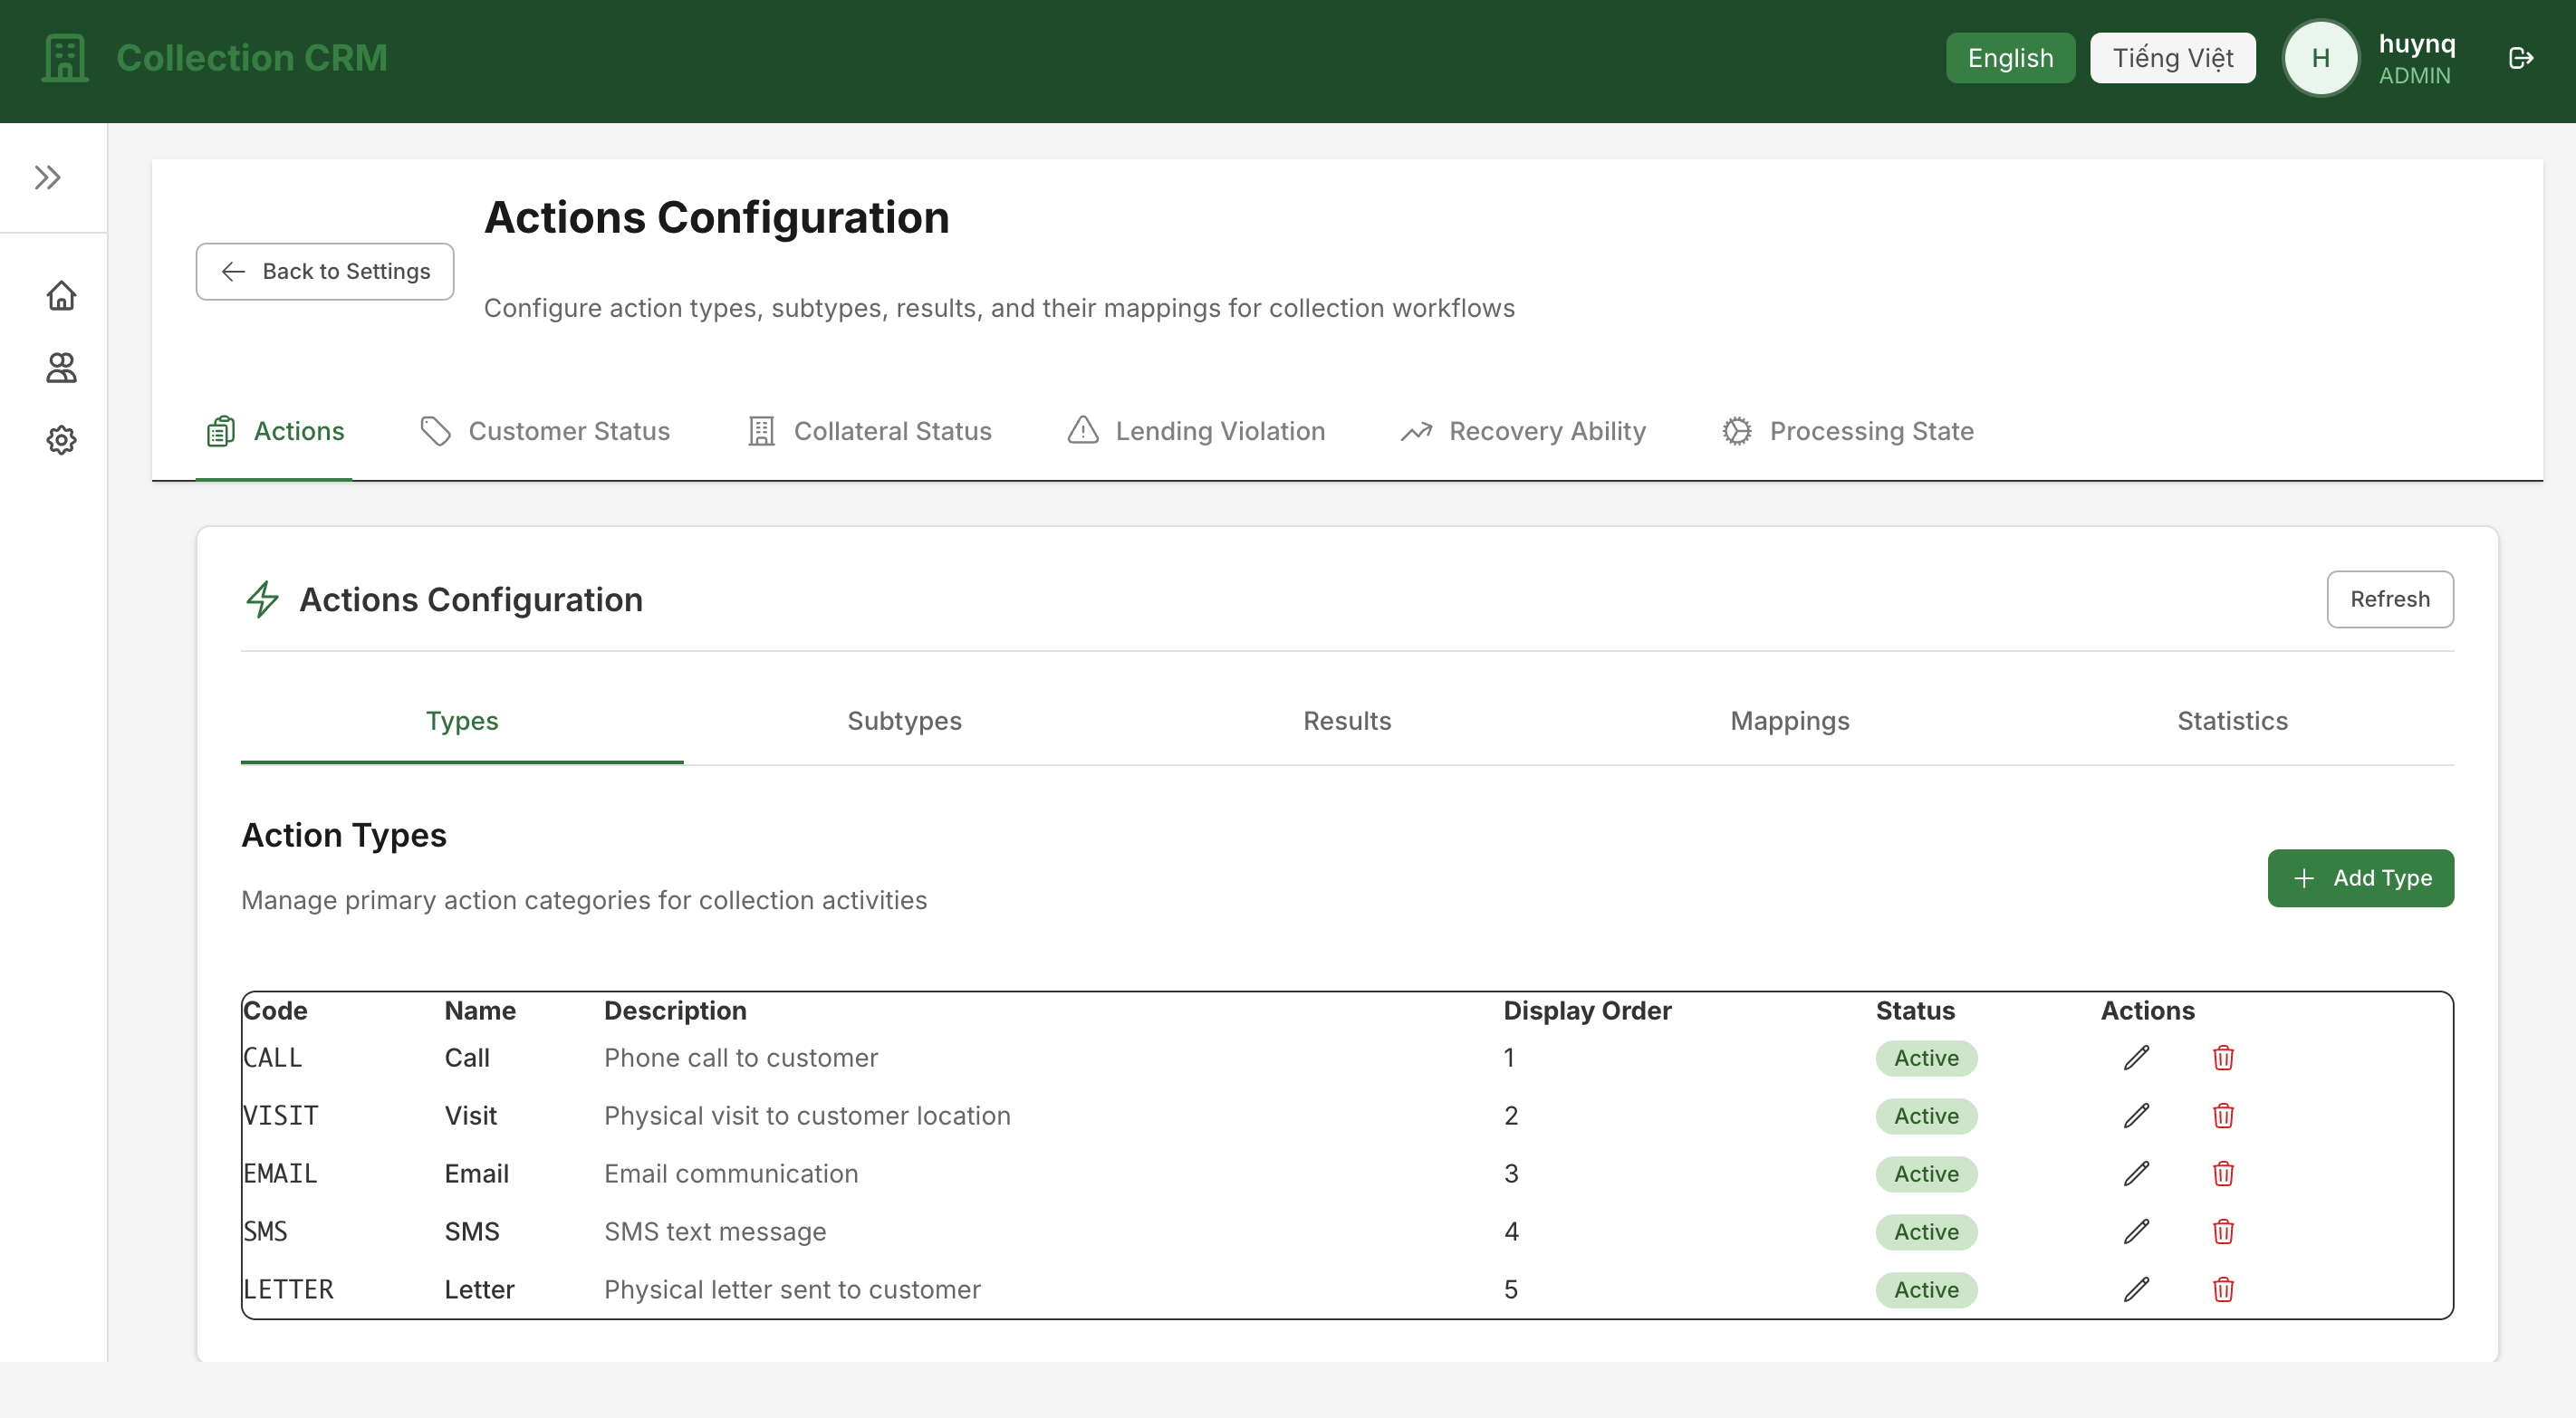 Collection CRM
English
Tiếng Việt
H
huynq
ADMIN
Actions Configuration
Back to Settings
Configure action types, subtypes, results, and their mappings for collection workflows
Actions
Customer Status
Collateral Status
Lending Violation
Recovery Ability
Processing State
Actions Configuration
Refresh
Types
Subtypes
Results
Mappings
Statistics
Action Types
Manage primary action categories for collection activities
Add Type
Code Name Description Display Order Status Actions
CALL Call Phone call to customer 1 Active
VISIT Visit Physical visit to customer location 2 Active
EMAIL Email Email communication 3 Active
SMS SMS SMS text message 4 Active
LETTER Letter Physical letter sent to customer 5 Active